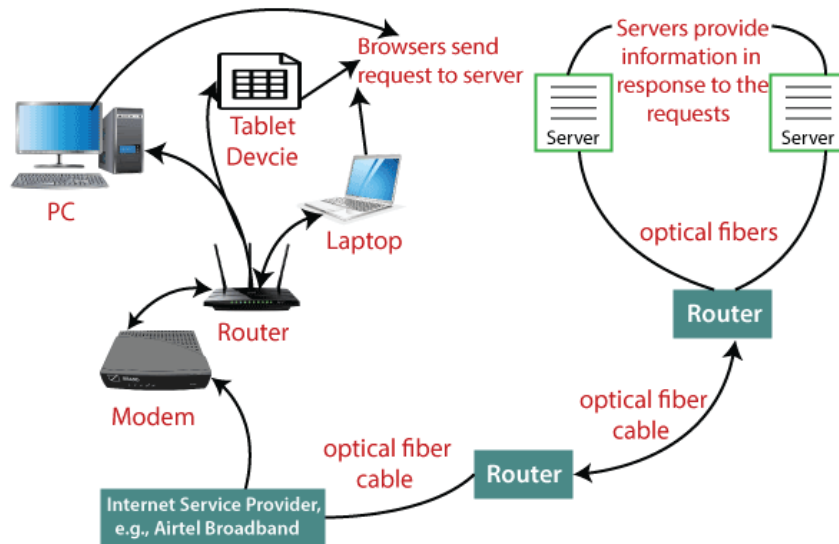 Browsers send
request to server
Servers provide
information in
response to the
requests
Server
Server
Tablet
Devcie
PC
Laptop
optical fibers
Router
Router
Modem
optical fiber
cable
optical fiber
cable
Router
Internet Service Provider,
e.g., Airtel Broadband